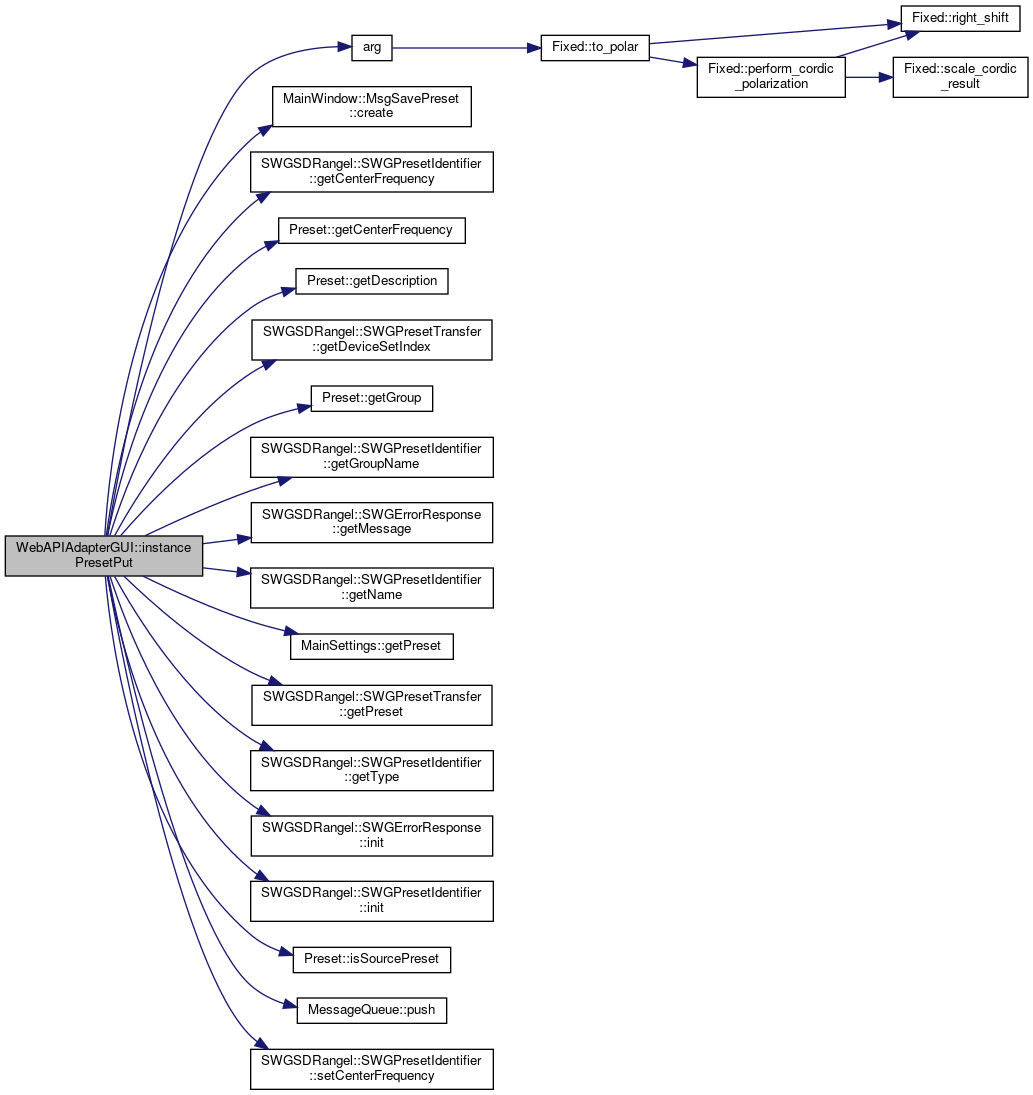 WebAPIAdapterGUI::instance
PresetPut
arg
Fixed::to_polar
Fixed::right_shift
Fixed::perform_cordic
_polarization
Fixed::scale_cordic
_result
MainWindow::MsgSavePreset
::create
SWGSDRangel::SWGPresetIdentifier
::getCenterFrequency
Preset::getCenterFrequency
Preset::getDescription
SWGSDRangel::SWGPresetTransfer
::getDeviceSetIndex
Preset::getGroup
SWGSDRangel::SWGPresetIdentifier
::getGroupName
SWGSDRangel::SWGErrorResponse
::getMessage
SWGSDRangel::SWGPresetIdentifier
::getName
MainSettings::getPreset
SWGSDRangel::SWGPresetTransfer
::getPreset
SWGSDRangel::SWGPresetIdentifier
::getType
SWGSDRangel::SWGErrorResponse
::init
SWGSDRangel::SWGPresetIdentifier
::init
Preset::isSourcePreset
MessageQueue::push
SWGSDRangel::SWGPresetIdentifier
::setCenterFrequency